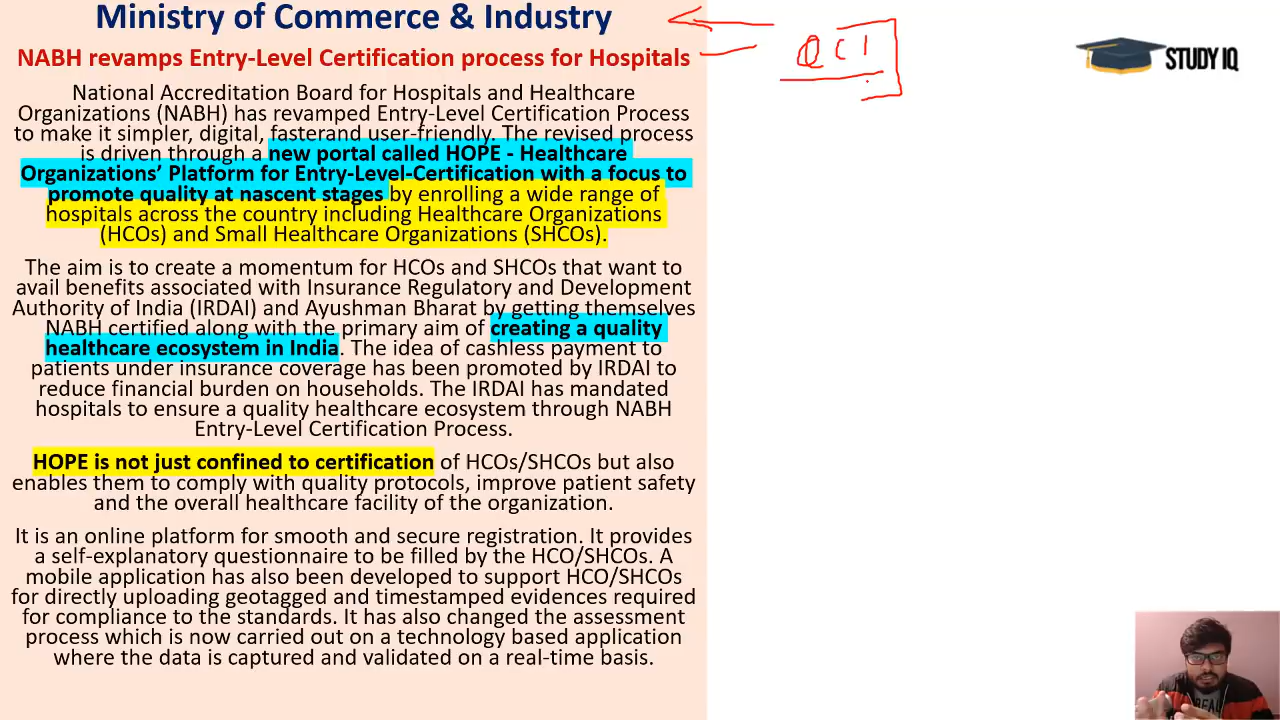 Ministry of Commerce & Industry
NABH revamps Entry-Level Certification process for Hospitals
QCI
STUDY IQ
National Accreditation Board for Hospitals and Healthcare
Organizations (NABH) has revamped Entry-Level Certification Process
to make it simpler, digital, fasterand user-friendly. The revised process
is driven through a new portal called HOPE - Healthcare
Organizations’ Platform for Entry-Level-Certification with a focus to
promote quality at nascent stages by enrolling a wide range of
hospitals across the country including Healthcare Organizations
(HCOs) and Small Healthcare Organizations (SHCOs).
The aim is to create a momentum for HCOs and SHCOs that want to
avail benefits associated with Insurance Regulatory and Development
Authority of India (IRDAI) and Ayushman Bharat by getting themselves
NABH certified along with the primary aim of creating a quality
healthcare ecosystem in India. The idea of cashless payment to
patients under insurance coverage has been promoted by IRDAI to
reduce financial burden on households. The IRDAI has mandated
hospitals to ensure a quality healthcare ecosystem through NABH
Entry-Level Certification Process.
HOPE is not just confined to certification of HCOs/SHCOs but also
enables them to comply with quality protocols, improve patient safety
and the overall healthcare facility of the organization.
It is an online platform for smooth and secure registration. It provides
a self-explanatory questionnaire to be filled by the HCO/SHCOs. A
mobile application has also been developed to support HCO/SHCOs
for directly uploading geotagged and timestamped evidences required
for compliance to the standards. It has also changed the assessment
process which is now carried out on a technology based application
where the data is captured and validated on a real-time basis.